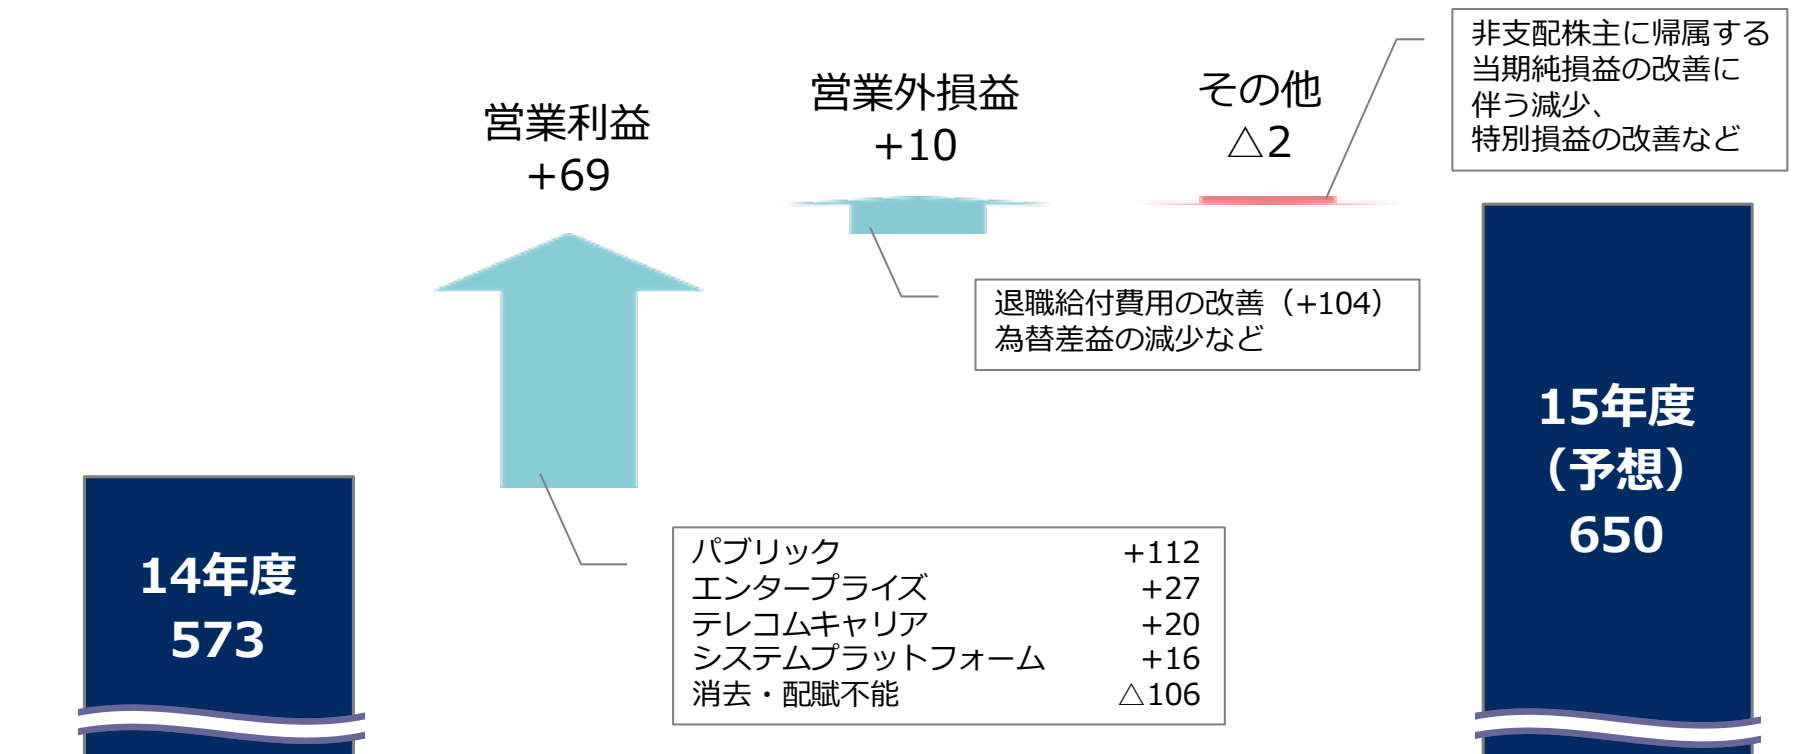 営業利益
+69
営業外損益
+10
その他
△2
非支配株主に帰属する
当期純損益の改善に
伴う減少、
特別損益の改善など
退職給付費用の改善（+104）
為替差益の減少など
14年度
573
パブリック +112
エンタープライズ +27
テレコムキャリア +20
システムプラットフォーム +16
消去・配賦不能 △106
15年度
（予想）
650